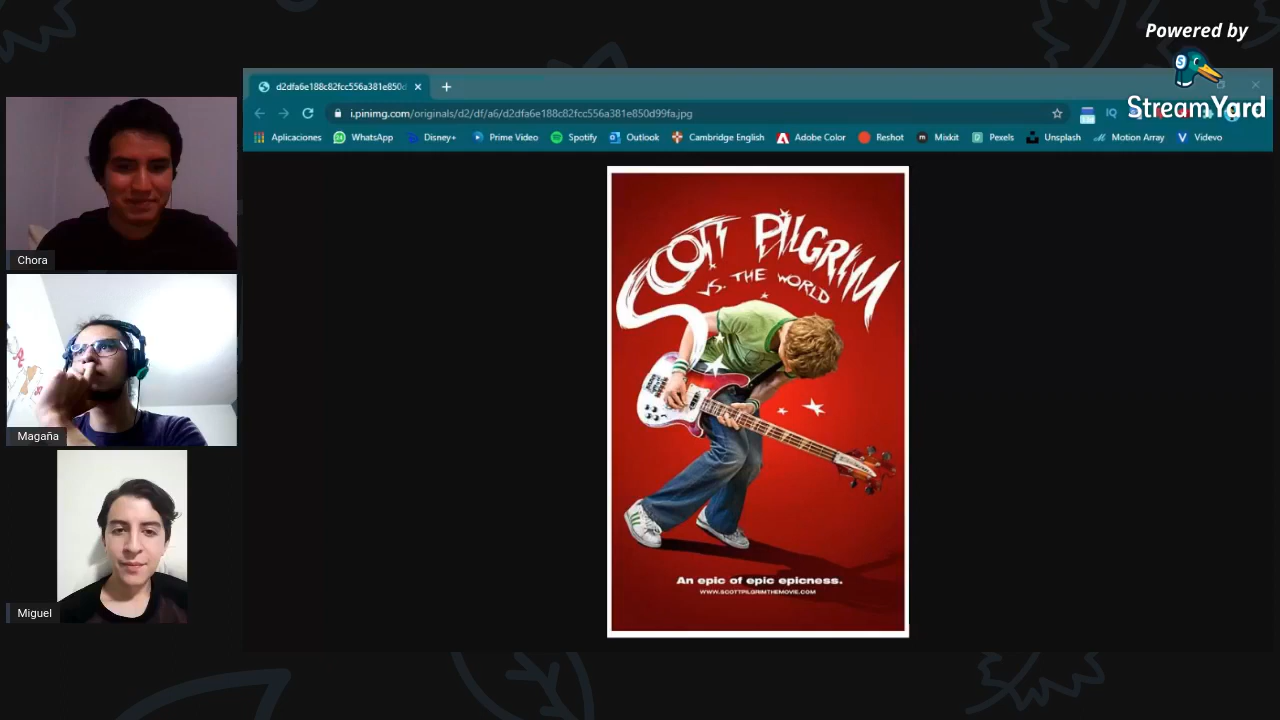 Powered by
StreamYard
d2dfa6e188c82fcc556a381e850
i.pinimg.com/originals/d2/df/a6/d2dfa6e188c82fcc556a381e850d99fa.jpg
Aplicaciones WhatsApp Disney+ Prime Video Spotify Outlook Cambridge English Adobe Color Reshot Mixkit Pexels Unsplash Motion Array Videvo
Chora
Magaña
Miguel
SCOTT PILGRIM
VS. THE WORLD
An epic of epic epicness.
WWW.SCOTTPILGRIMTHEMOVIE.COM